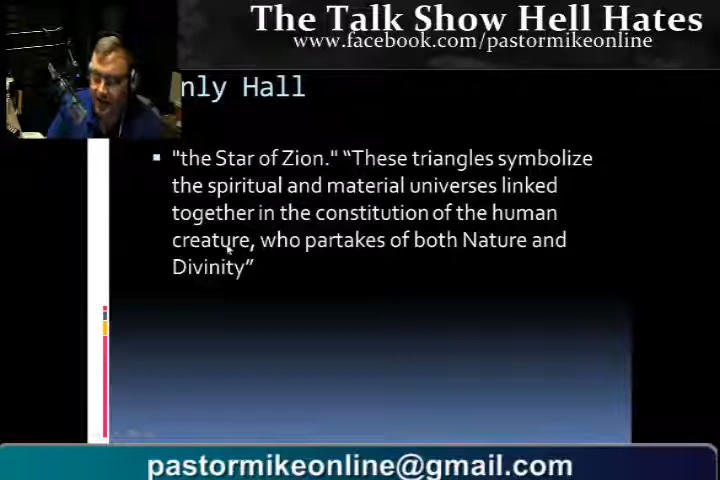 The Talk Show Hell Hates
www.facebook.com/pastormikeonline
nly Hall
"the Star of Zion." “These triangles symbolize
the spiritual and material universes linked
together in the constitution of the human
creature, who partakes of both Nature and
Divinity”
pastormikeonline@gmail.com